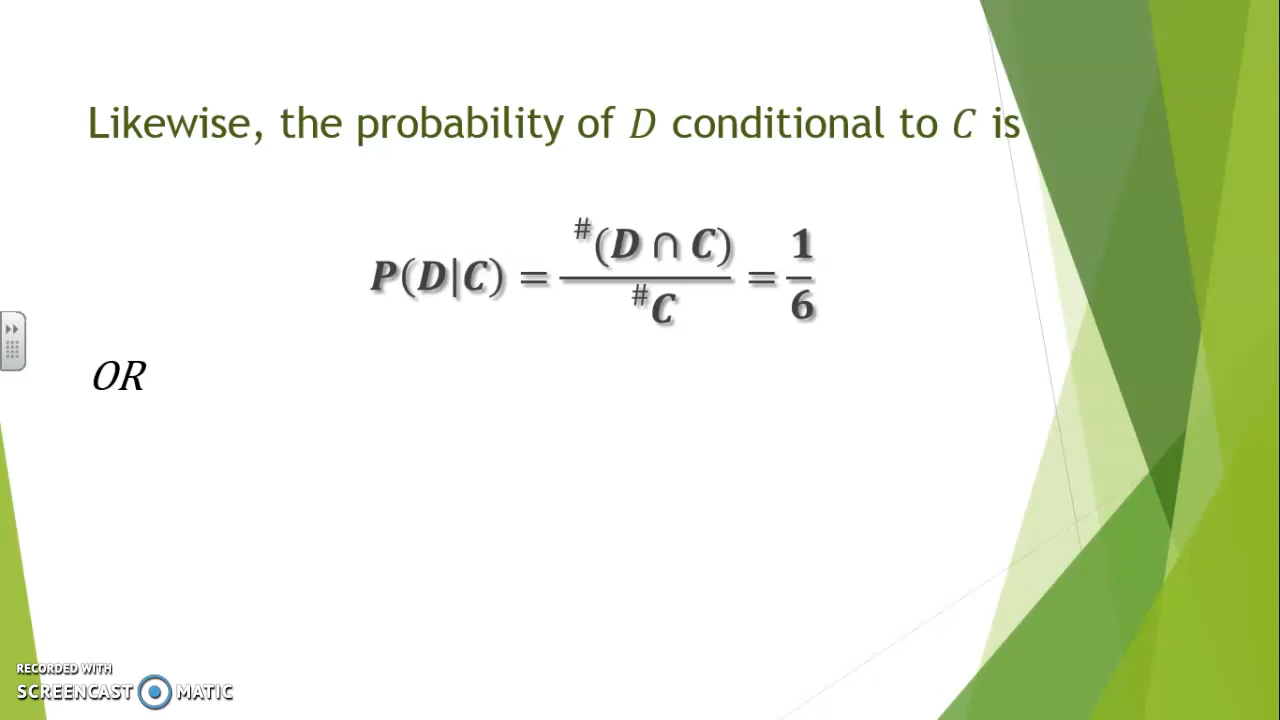 Likewise, the probability of D conditional to C is
P(D|C) = #(D ∩ C) / #C = 1/6
OR
RECORDED WITH
SCREENCAST MATIC